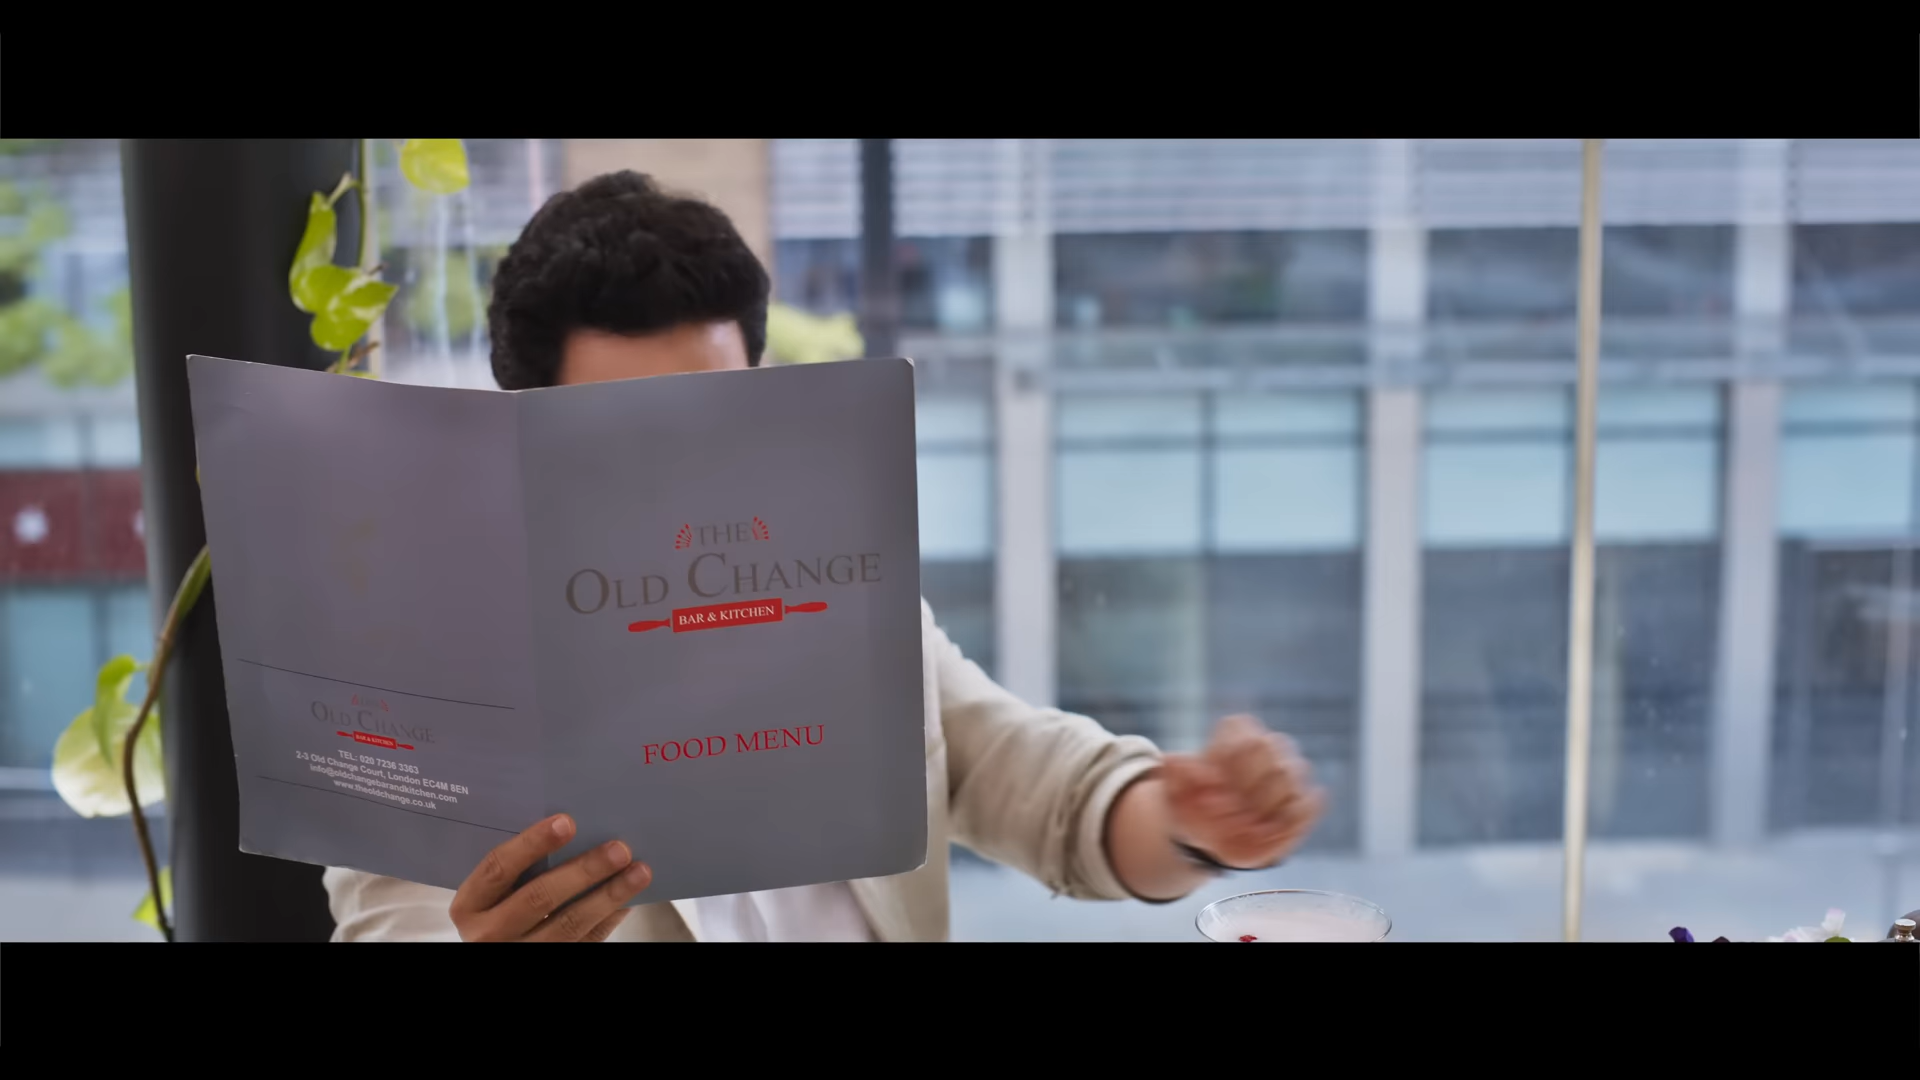 THE
OLD CHANGE
BAR & KITCHEN
FOOD MENU
OLD CHANGE
BAR & KITCHEN
TEL: 020 7236 3363
2-3 Old Change Court, London EC4M 8EN
info@oldchangebarandkitchen.com
www.theoldchange.co.uk